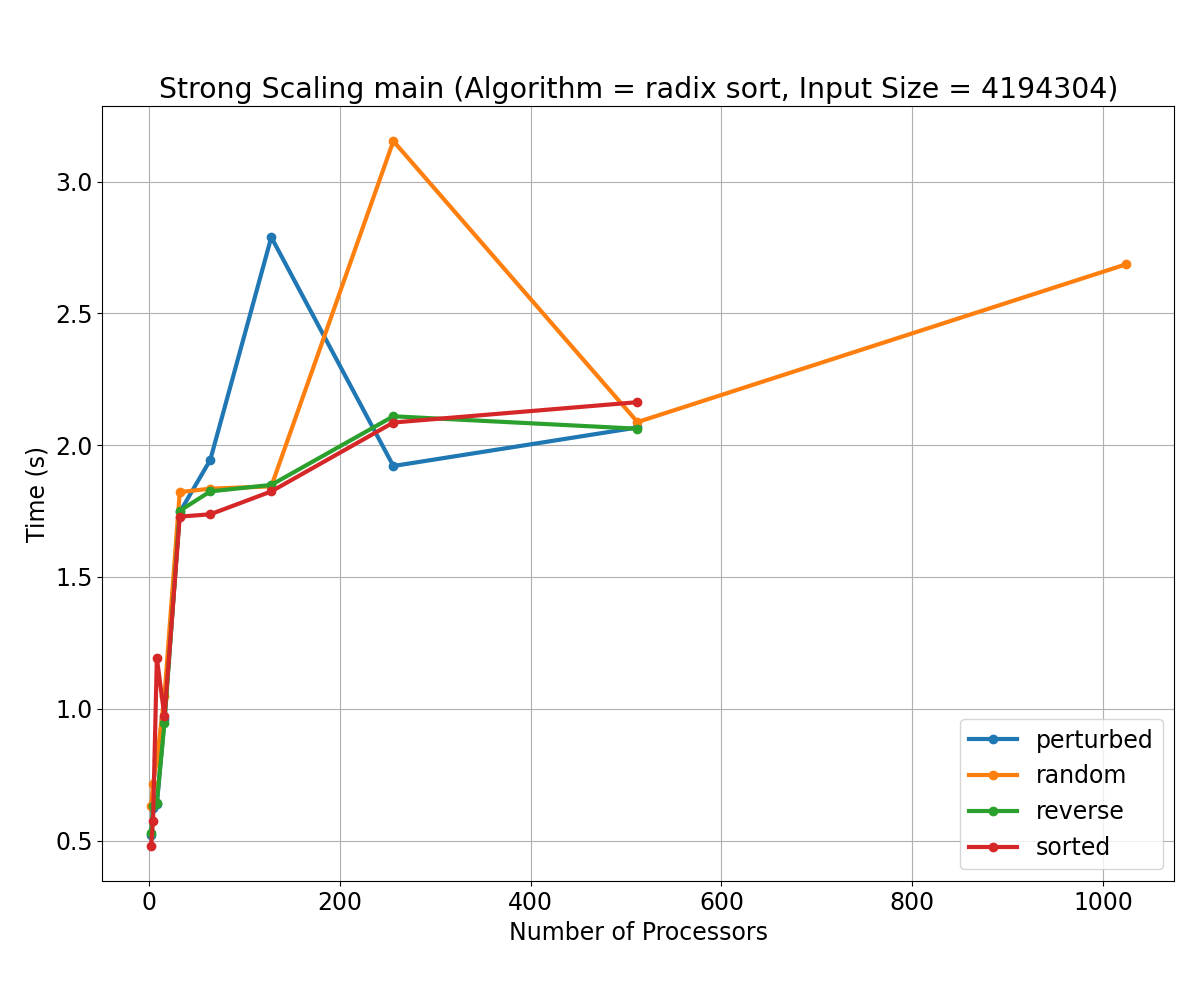 Strong Scaling main (Algorithm = radix sort, Input Size = 4194304)
Time (s)
3.0
2.5
2.0
1.5
1.0
0.5
0 200 400 600 800 1000
Number of Processors
perturbed
random
reverse
sorted